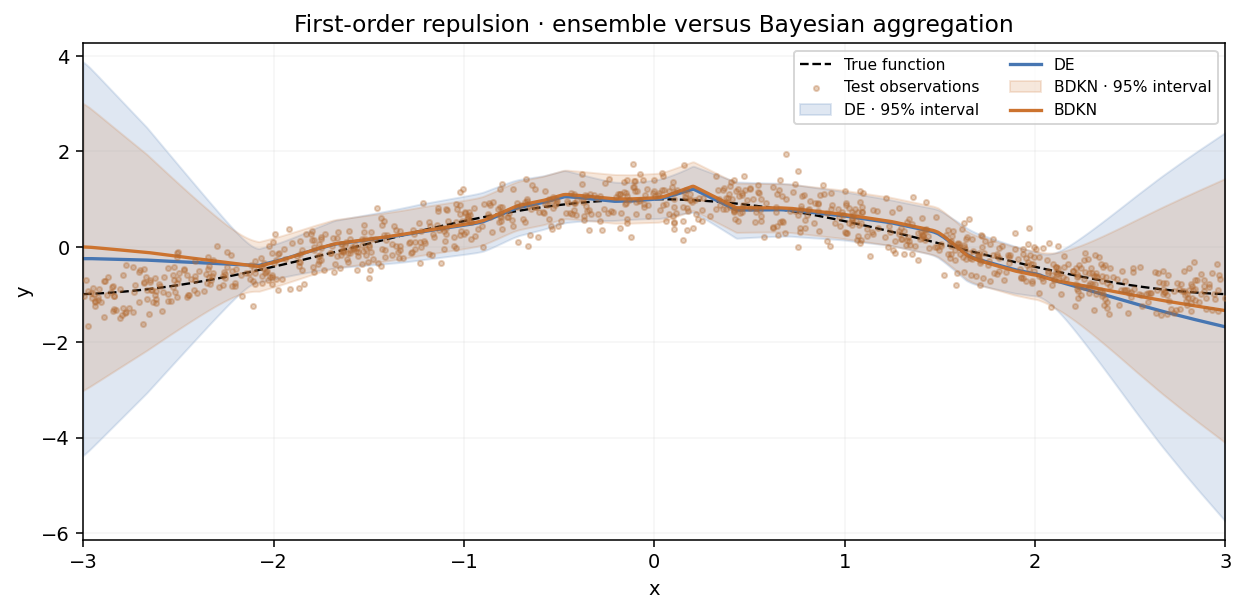 First-order repulsion · ensemble versus Bayesian aggregation
True function
Test observations
DE · 95% interval
DE
BDKN · 95% interval
BDKN
4
2
0
−2
−4
−6
y
−3
−2
−1
0
1
2
3
x